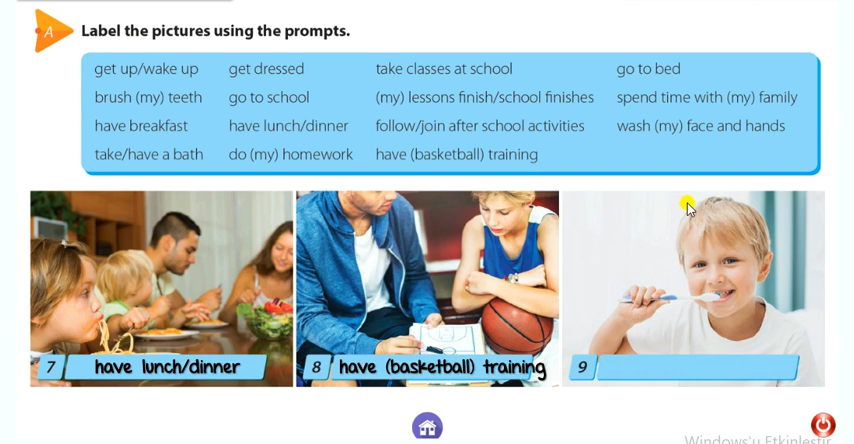 A Label the pictures using the prompts.
get up/wake up get dressed take classes at school go to bed
brush (my) teeth go to school (my) lessons finish/school finishes spend time with (my) family
have breakfast have lunch/dinner follow/join after school activities wash (my) face and hands
take/have a bath do (my) homework have (basketball) training
7 have lunch/dinner 8 have (basketball) training 9
Windows'u Etkinleştir